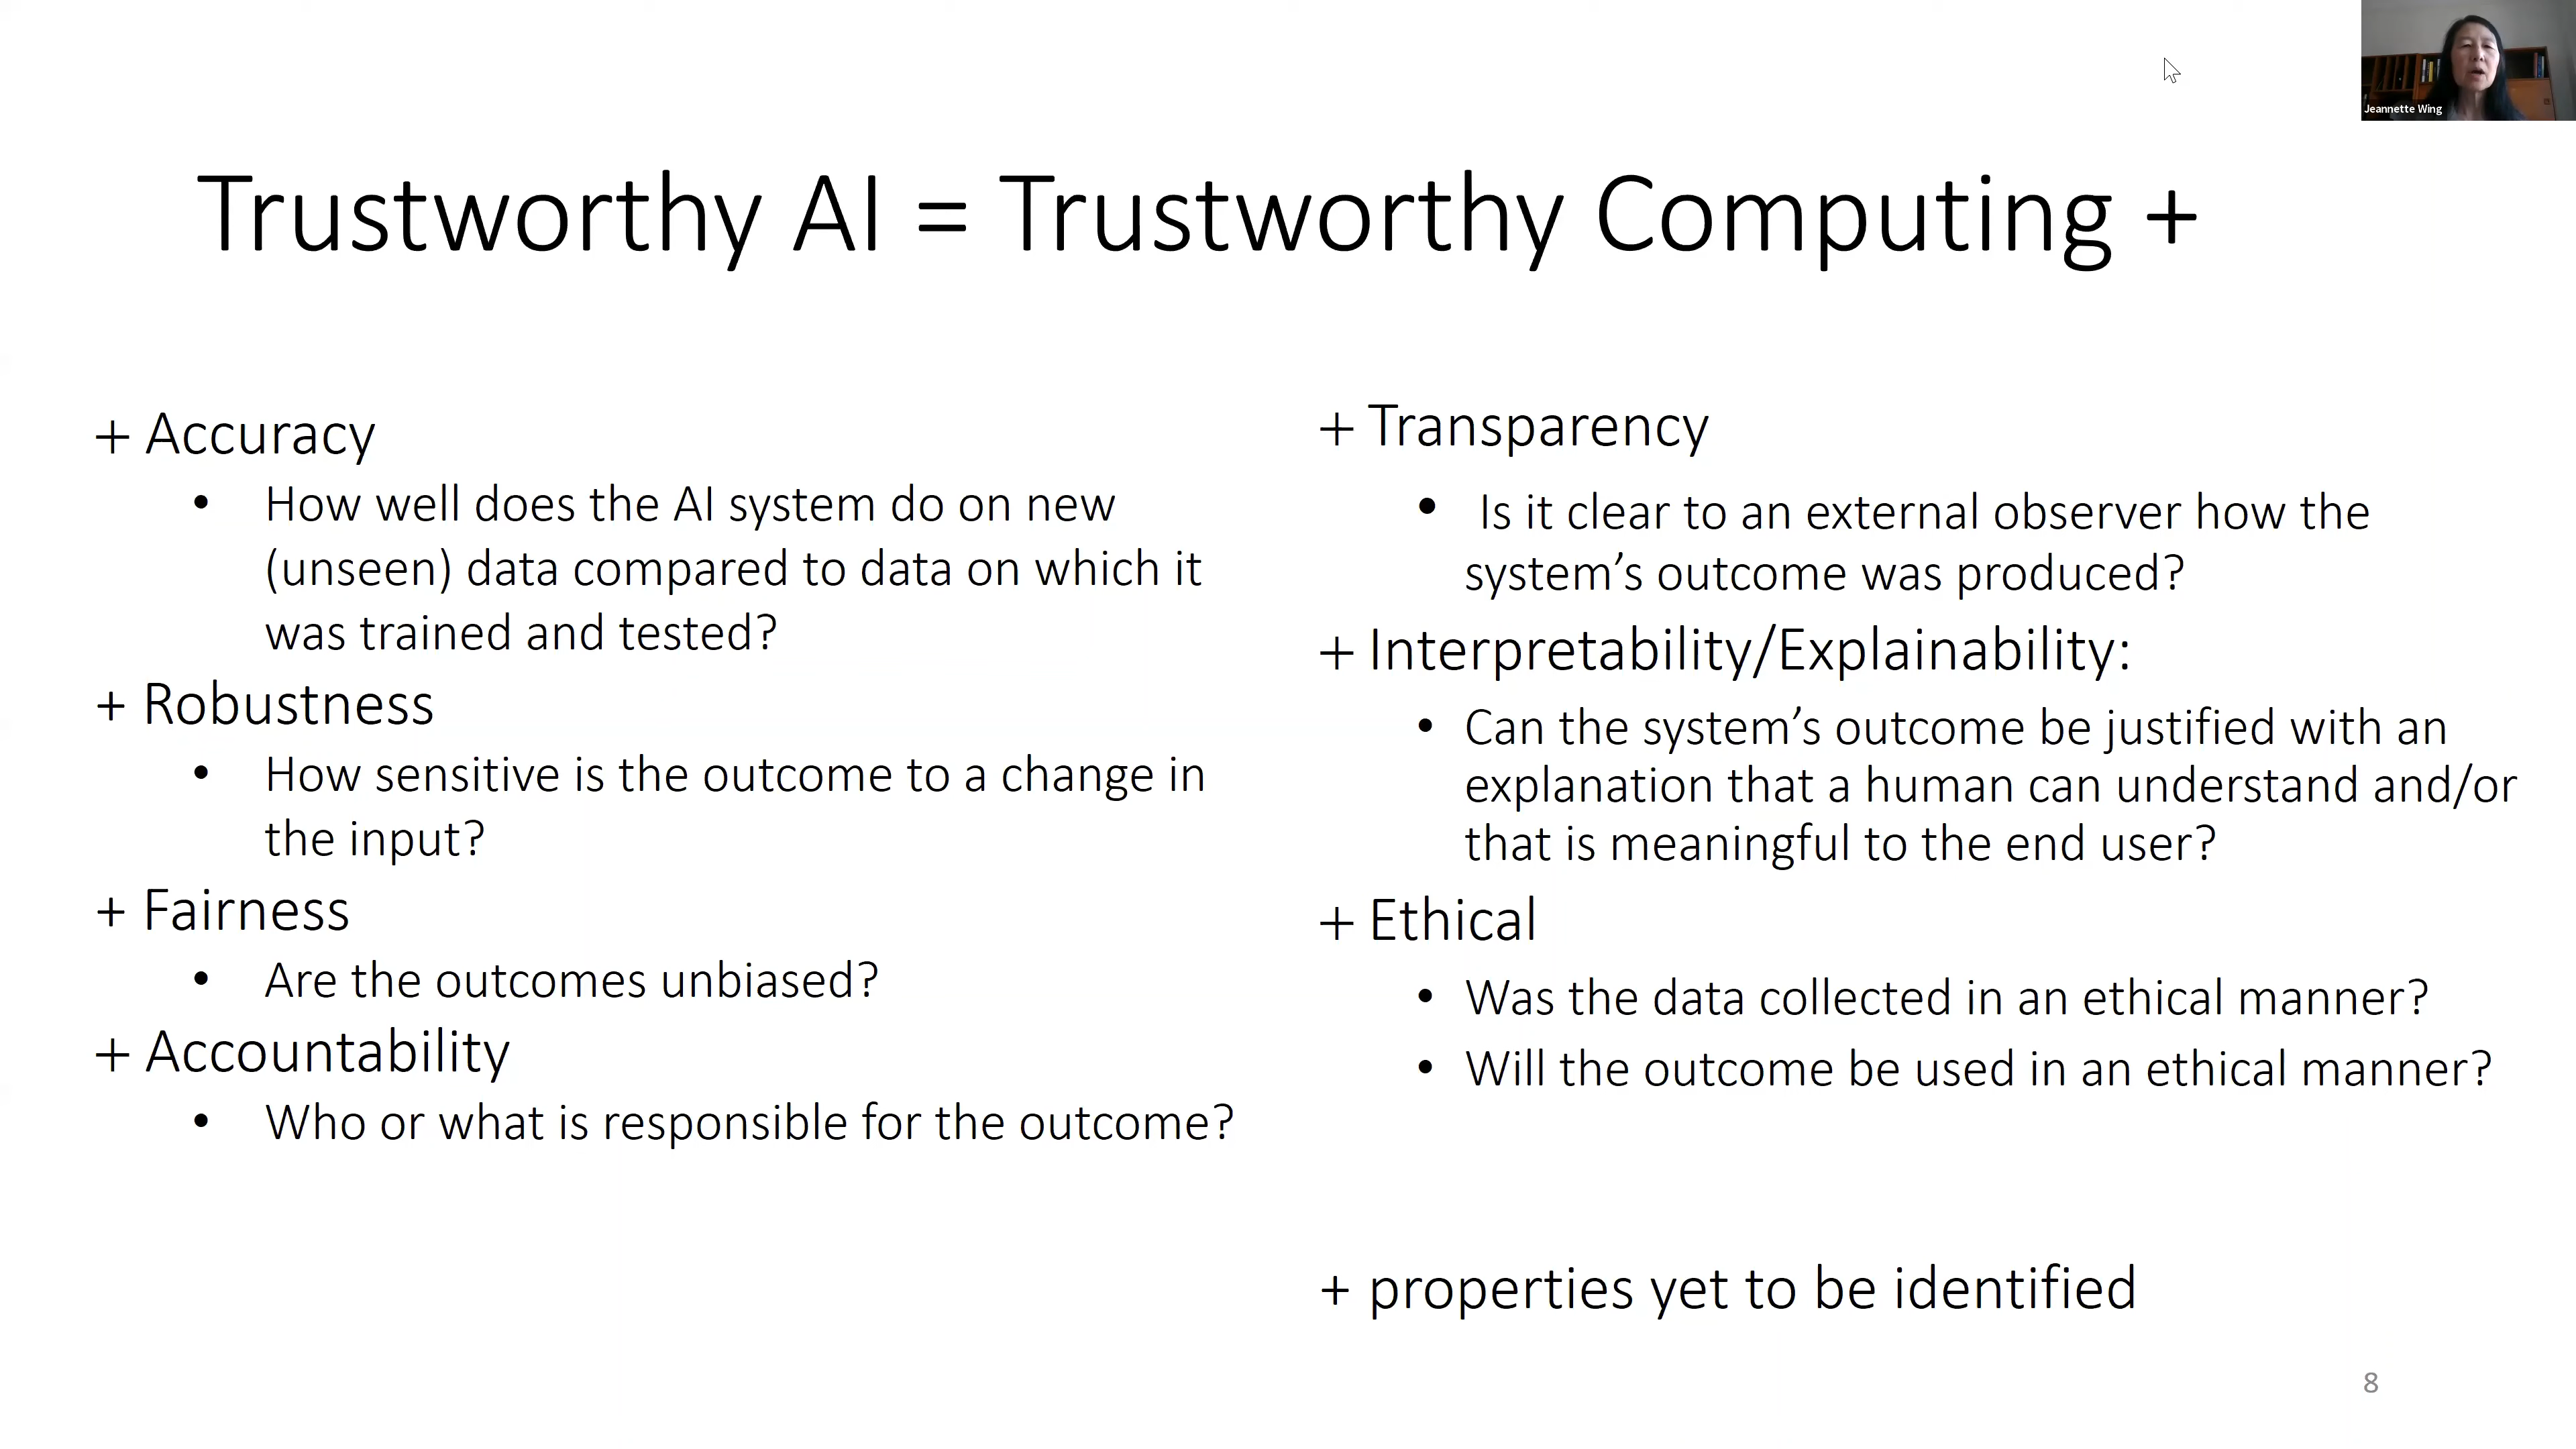 Jeannette Wing
Trustworthy AI = Trustworthy Computing +
+ Accuracy
• How well does the AI system do on new
(unseen) data compared to data on which it
was trained and tested?
+ Robustness
• How sensitive is the outcome to a change in
the input?
+ Fairness
• Are the outcomes unbiased?
+ Accountability
• Who or what is responsible for the outcome?
+ Transparency
• Is it clear to an external observer how the
system’s outcome was produced?
+ Interpretability/Explainability:
• Can the system’s outcome be justified with an
explanation that a human can understand and/or
that is meaningful to the end user?
+ Ethical
• Was the data collected in an ethical manner?
• Will the outcome be used in an ethical manner?
+ properties yet to be identified
8